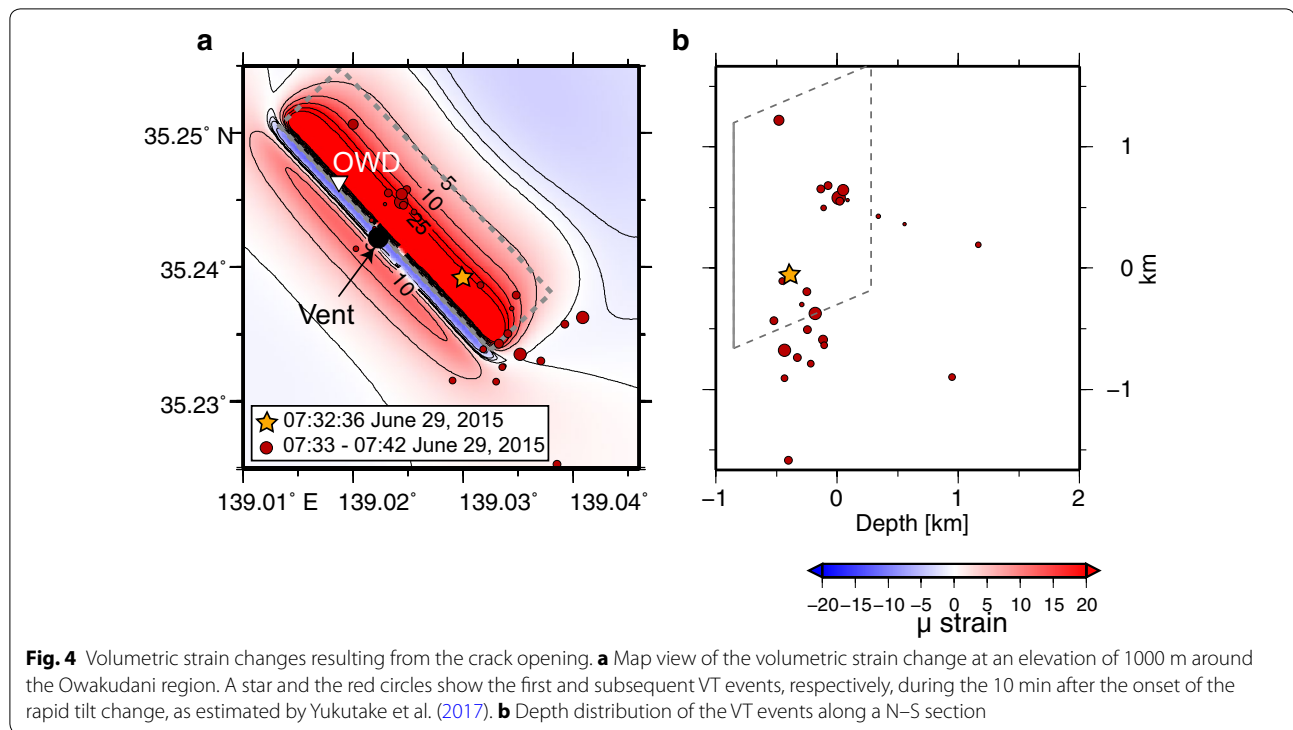 a
b
35.25˚ N
35.24˚
35.23˚
139.01˚ E
139.02˚
139.03˚
139.04˚
OWD
5
10
25
10
Vent
07:32:36 June 29, 2015
07:33 - 07:42 June 29, 2015
1
0
−1
km
−1
0
1
2
Depth [km]
−20 −15 −10 −5 0 5 10 15 20
μ strain
Fig. 4 Volumetric strain changes resulting from the crack opening. a Map view of the volumetric strain change at an elevation of 1000 m around
the Owakudani region. A star and the red circles show the first and subsequent VT events, respectively, during the 10 min after the onset of the
rapid tilt change, as estimated by Yukutake et al. (2017). b Depth distribution of the VT events along a N–S section